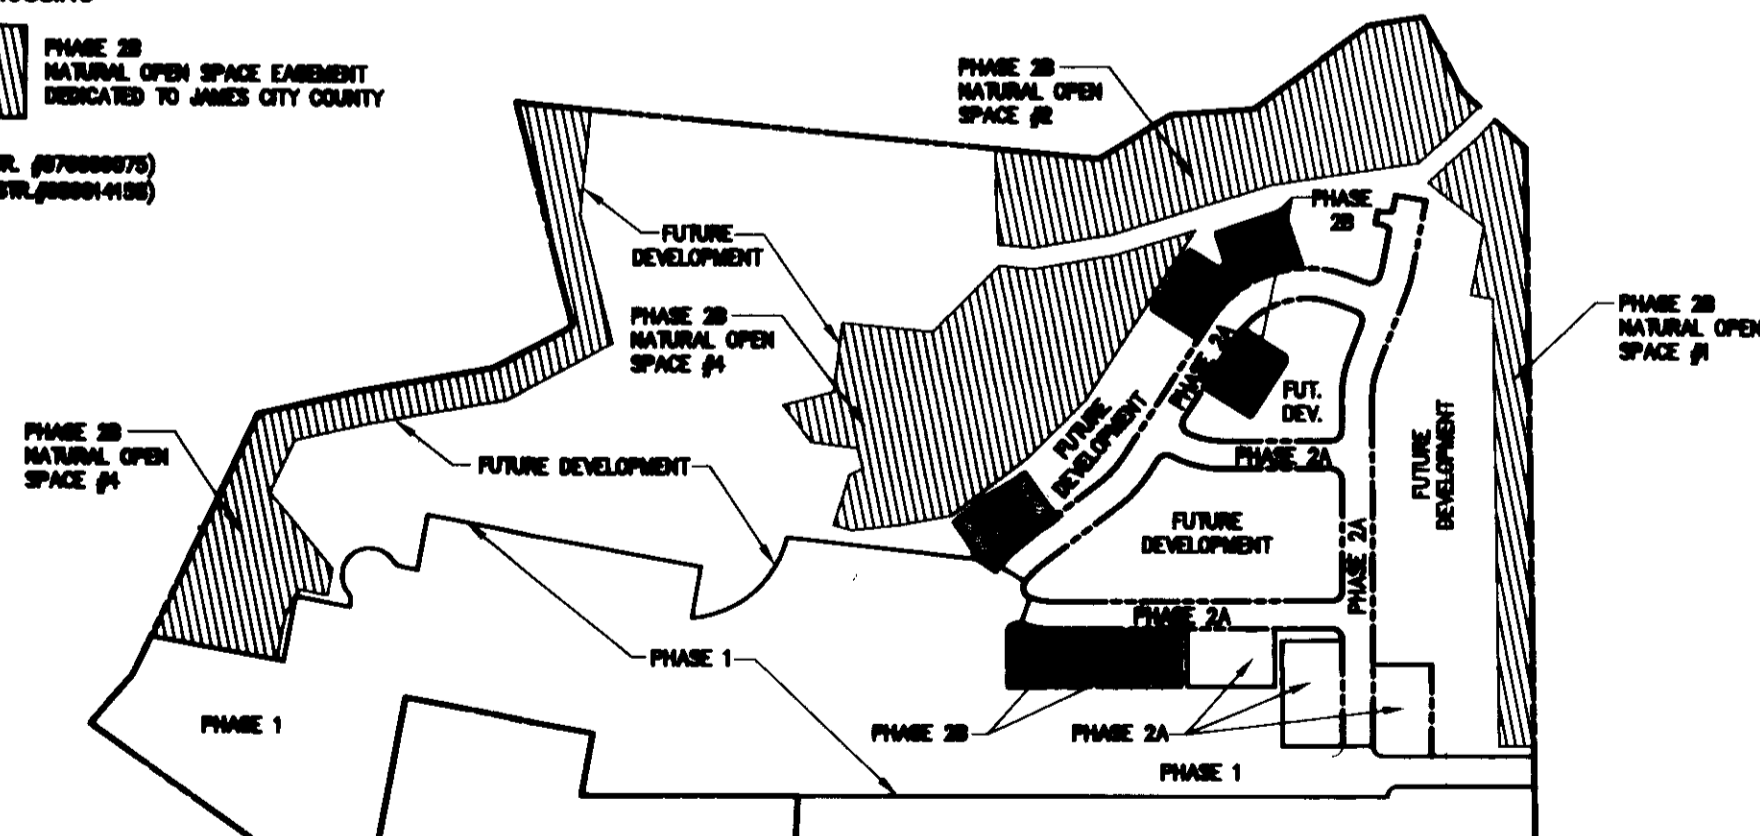 PHASE 2B
NATURAL OPEN SPACE EASEMENT
DEDICATED TO JAMES CITY COUNTY
PHASE 2B
NATURAL OPEN
SPACE #2
PHASE
2B
FUTURE
DEVELOPMENT
PHASE 2B
NATURAL OPEN
SPACE #4
PHASE 2B
NATURAL OPEN
SPACE #1
PHASE 2A
FUT.
DEV.
FUTURE
DEVELOPMENT
PHASE 2B
NATURAL OPEN
SPACE #4
FUTURE DEVELOPMENT
PHASE 2A
FUTURE
DEVELOPMENT
FUTURE
DEVELOPMENT
PHASE 2A
PHASE 2A
PHASE 1
PHASE 1
PHASE 2B
PHASE 2A
PHASE 1